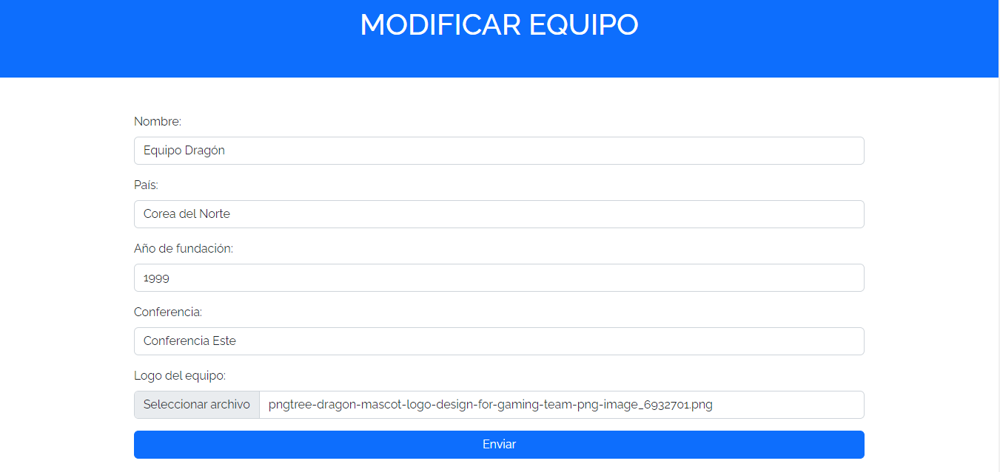 MODIFICAR EQUIPO
Nombre:
Equipo Dragón
País:
Corea del Norte
Año de fundación:
1999
Conferencia:
Conferencia Este
Logo del equipo:
Seleccionar archivo pngtree-dragon-mascot-logo-design-for-gaming-team-png-image_6932701.png
Enviar